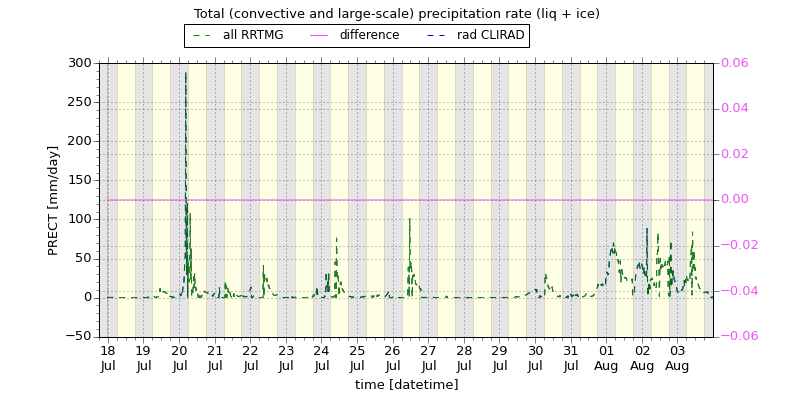 Total (convective and large-scale) precipitation rate (liq + ice)
all RRTMG difference rad CLIRAD
300 0.06
250 0.04
200 0.02
150 0.00
100 −0.02
50 −0.04
0 −0.06
−50
PRECT [mm/day]
18 19 20 21 22 23 24 25 26 27 28 29 30 31 01 02 03
Jul Jul Jul Jul Jul Jul Jul Jul Jul Jul Jul Jul Jul Jul Aug Aug Aug
time [datetime]